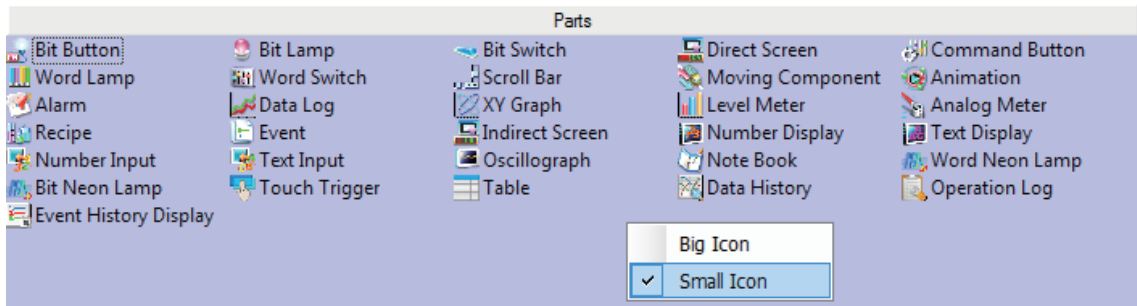 Parts
Bit Button Bit Lamp Bit Switch Direct Screen Command Button
Word Lamp Word Switch Scroll Bar Moving Component Animation
Alarm Data Log XY Graph Level Meter Analog Meter
Recipe Event Indirect Screen Number Display Text Display
Number Input Text Input Oscillograph Note Book Word Neon Lamp
Bit Neon Lamp Touch Trigger Table Data History Operation Log
Event History Display
Big Icon
Small Icon